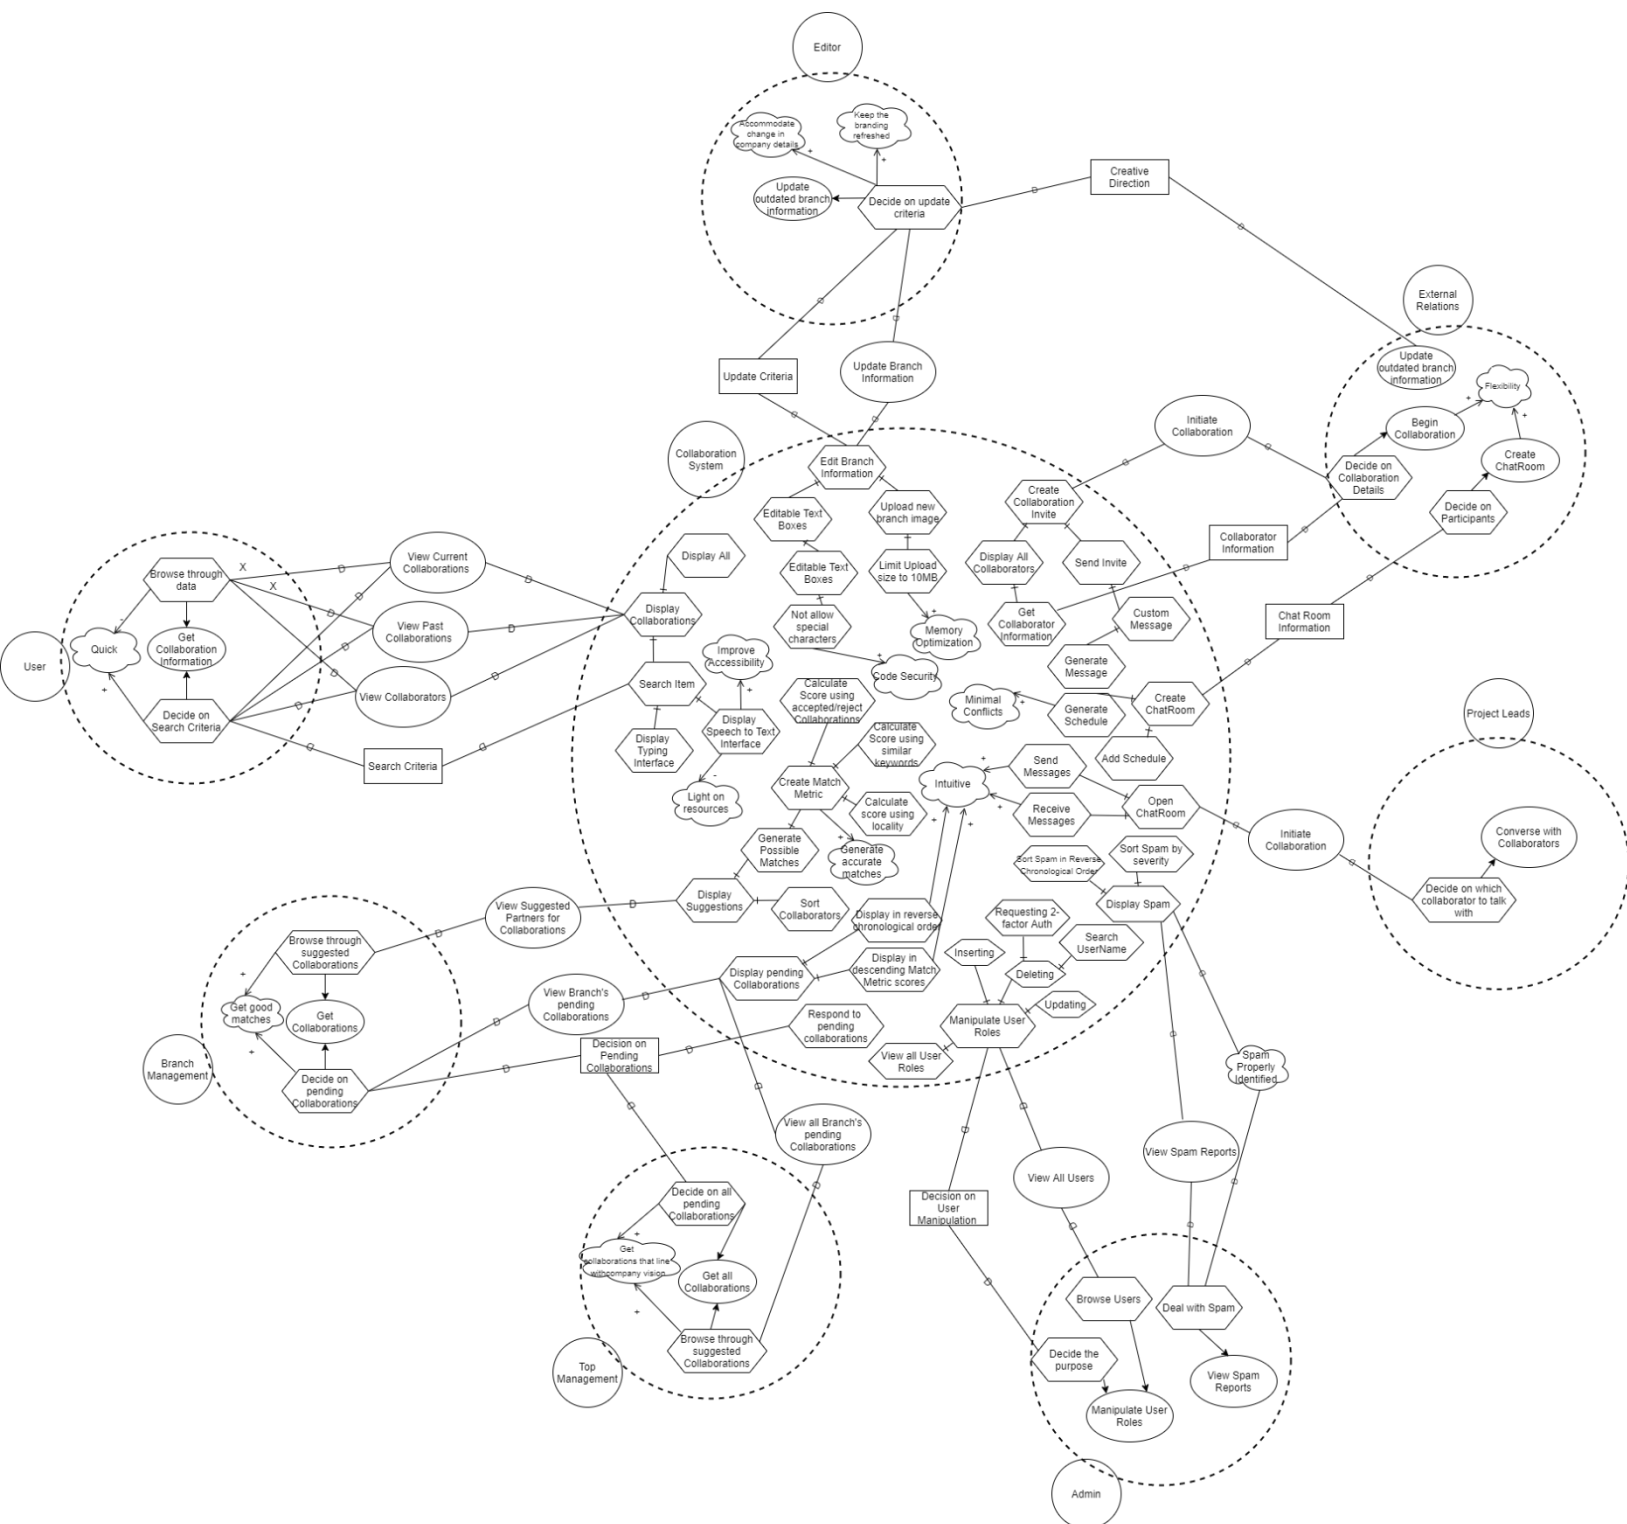 Editor
Accommodate
change in
company details
+
Keep the
branding
refreshed
+
Update
outdated branch
information
Decide on update
criteria
D
Creative
Direction
D
D
D
External
Relations
Update
outdated branch
information
Flexibility
+
+
Begin
Collaboration
Create
ChatRoom
Decide on
Collaboration
Details
Decide on
Participants
Update Criteria
Update Branch
Information
D
D
Initiate
Collaboration
D
D
Collaborator
Information
D
D
Chat Room
Information
D
D
Collaboration
System
Edit Branch
Information
Editable Text
Boxes
Upload new
branch image
Editable Text
Boxes
Limit Upload
size to 10MB
Not allow
special
characters
+
Memory
Optimization
+
Code Security
Create
Collaboration
Invite
Display All
Collaborators
Send Invite
Get
Collaborator
Information
Custom
Message
Generate
Message
Minimal
Conflicts
+
Generate
Schedule
Create
ChatRoom
Add Schedule
User
Browse through
data
X
X
-
Quick
+
Get
Collaboration
Information
Decide on
Search Criteria
View Current
Collaborations
View Past
Collaborations
View Collaborators
Search Criteria
D
D
D
D
D
D
D
D
D
D
D
D
Display All
Display
Collaborations
Search Item
Improve
Accessibility
+
Display
Typing
Interface
Display
Speech to Text
Interface
-
Light on
resources
Calculate
Score using
accepted/reject
Collaborations
Calculate
Score using
similar
keywords
Create Match
Metric
Calculate
score using
locality
Generate
Possible
Matches
+
Generate
accurate
matches
Display
Suggestions
Sort
Collaborators
Intuitive
+
+
+
+
Send
Messages
Receive
Messages
Open
ChatRoom
D
Initiate
Collaboration
D
Project Leads
Converse with
Collaborators
Decide on which
collaborator to talk
with
Sort Spam in Reverse
Chronological Order
Sort Spam by
severity
Display Spam
Display in reverse
chronological order
Display in
descending Match
Metric scores
Display pending
Collaborations
Respond to
pending
collaborations
Requesting 2-
factor Auth
Search
UserName
Inserting
Deleting
Updating
Manipulate User
Roles
View all User
Roles
View Suggested
Partners for
Collaborations
D
D
View Branch's
pending
Collaborations
D
D
Decision on
Pending
Collaborations
D
D
D
Branch
Management
Browse through
suggested
Collaborations
+
Get good
matches
+
Get
Collaborations
Decide on
pending
Collaborations
D
View all Branch's
pending
Collaborations
D
Top
Management
Decide on all
pending
Collaborations
+
Get
collaborations that line
withcompany vision
+
Get all
Collaborations
Browse through
suggested
Collaborations
D
D
Decision on
User
Manipulation
D
View All Users
D
D
D
Spam
Properly
Identified
View Spam Reports
D
D
Admin
Browse Users
Deal with Spam
Decide the
purpose
View Spam
Reports
Manipulate User
Roles